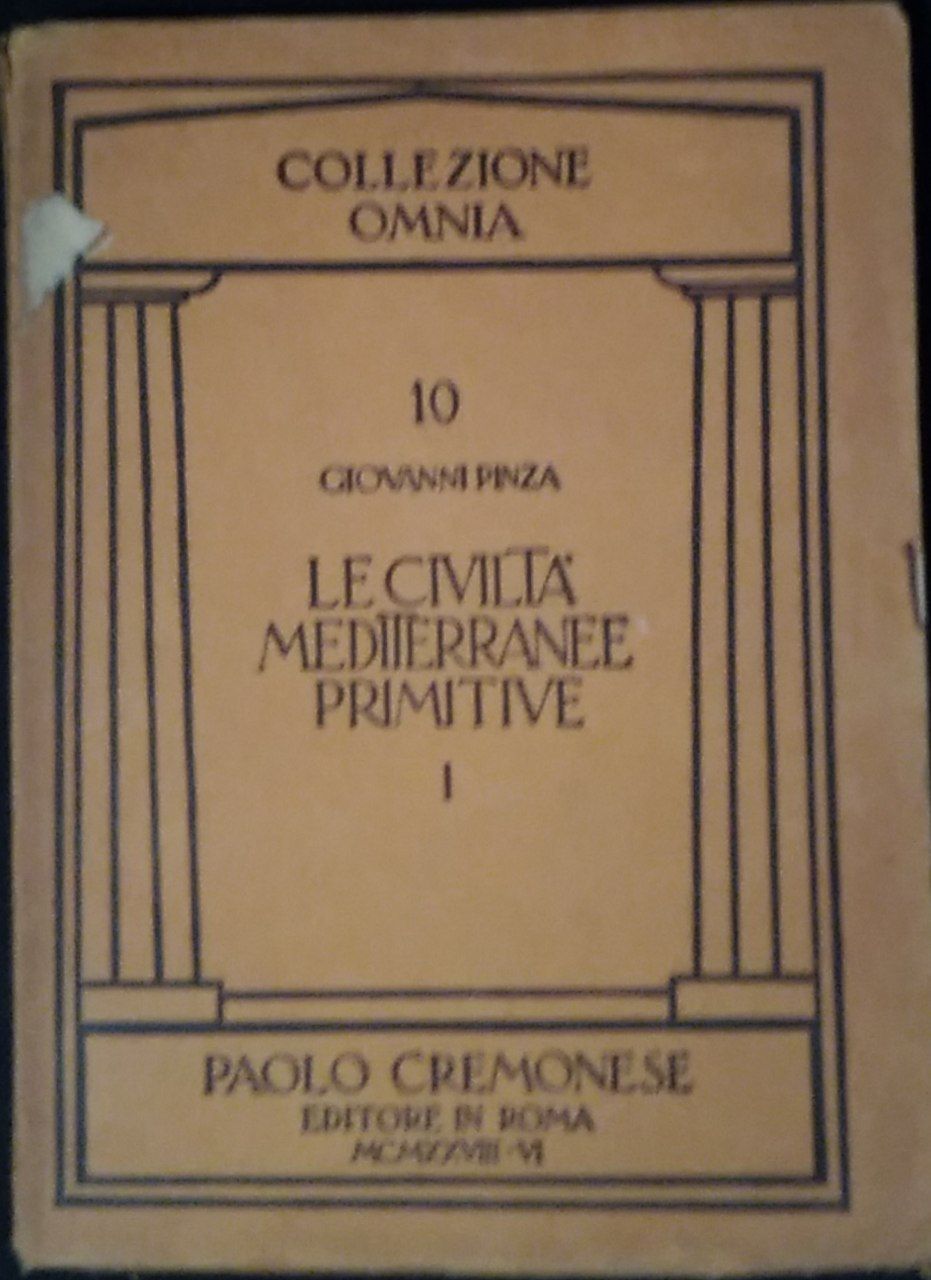 COLLEZIONE
OMNIA
10
GIOVANNI PINZA
LE CIVILTÀ
MEDITERRANEE
PRIMITIVE
I
PAOLO CREMONESE
EDITORE IN ROMA
MCMXXVIII - VI